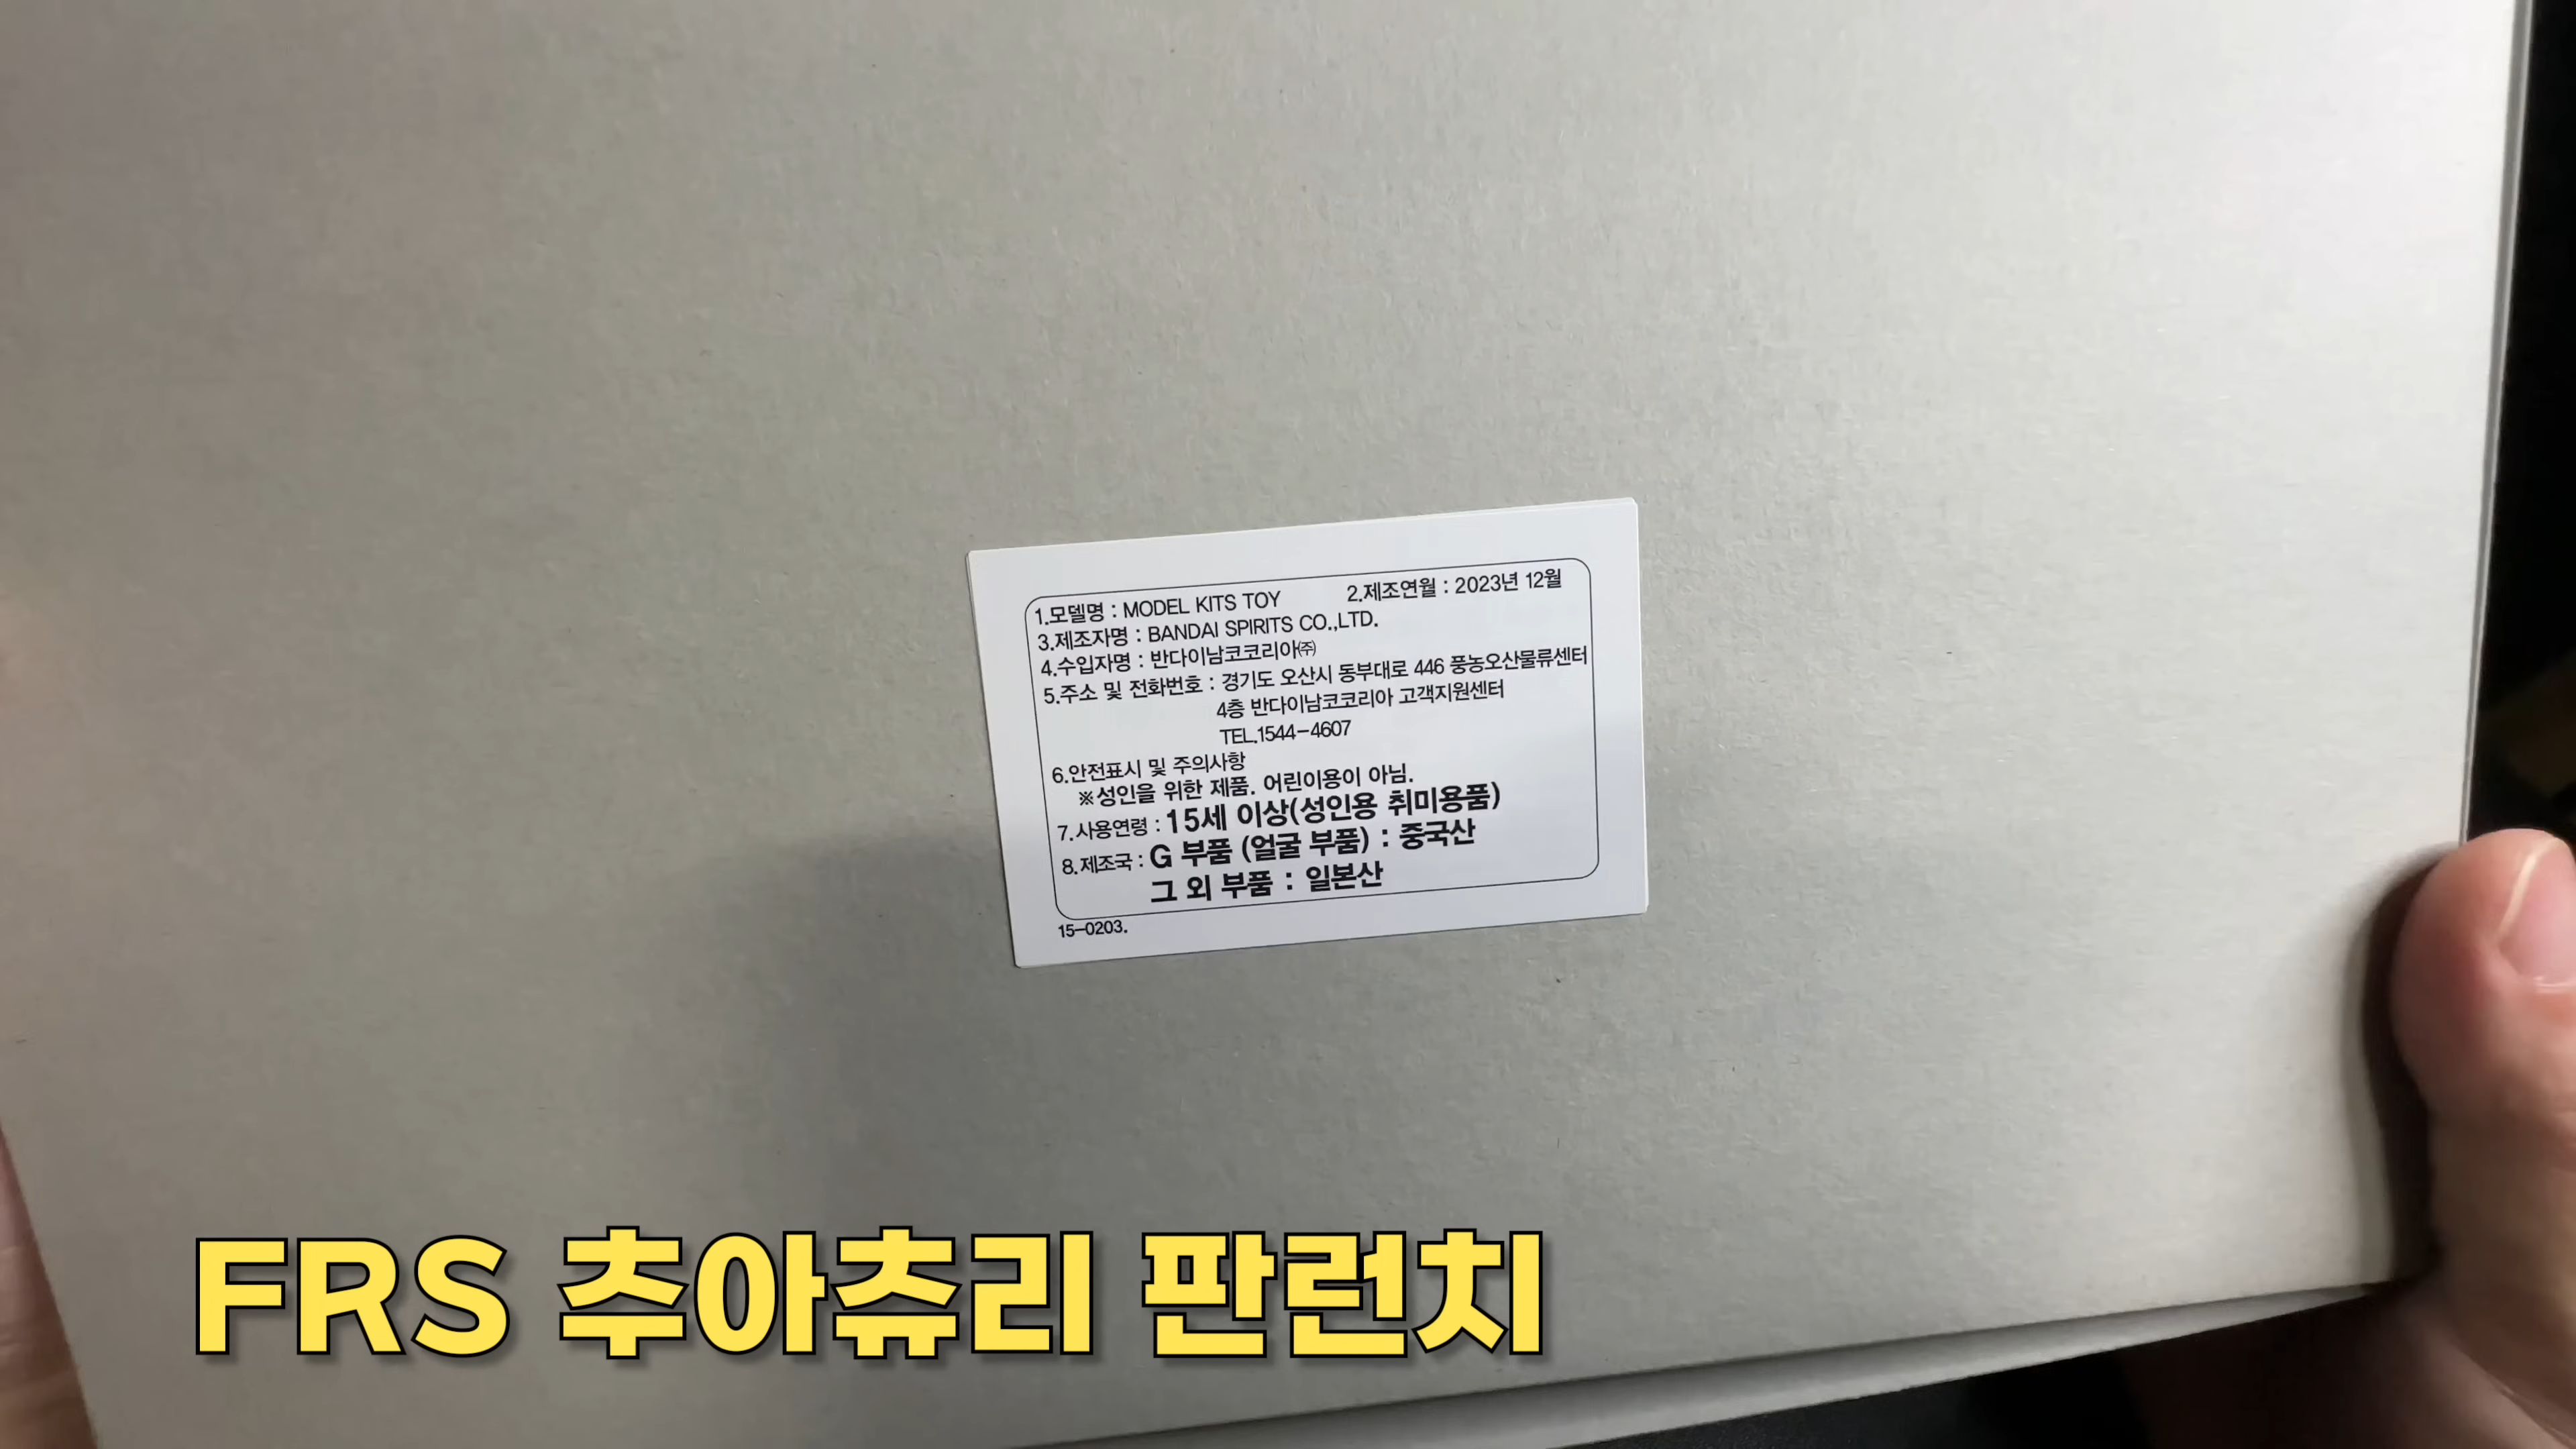 1.모델명 : MODEL KITS TOY 2.제조연월 : 2023년 12월
3.제조자명 : BANDAI SPIRITS CO.,LTD.
4.수입자명 : 반다이남코코리아㈜
5.주소 및 전화번호 : 경기도 오산시 동부대로 446 풍농오산물류센터
4층 반다이남코코리아 고객지원센터
TEL.1544-4607
6.안전표시 및 주의사항
※성인을 위한 제품. 어린이용이 아님.
7.사용연령 : 15세 이상(성인용 취미용품)
8.제조국 : G 부품 (얼굴 부품) : 중국산
그 외 부품 : 일본산
15-0203.
FRS 추아츄리 판런치